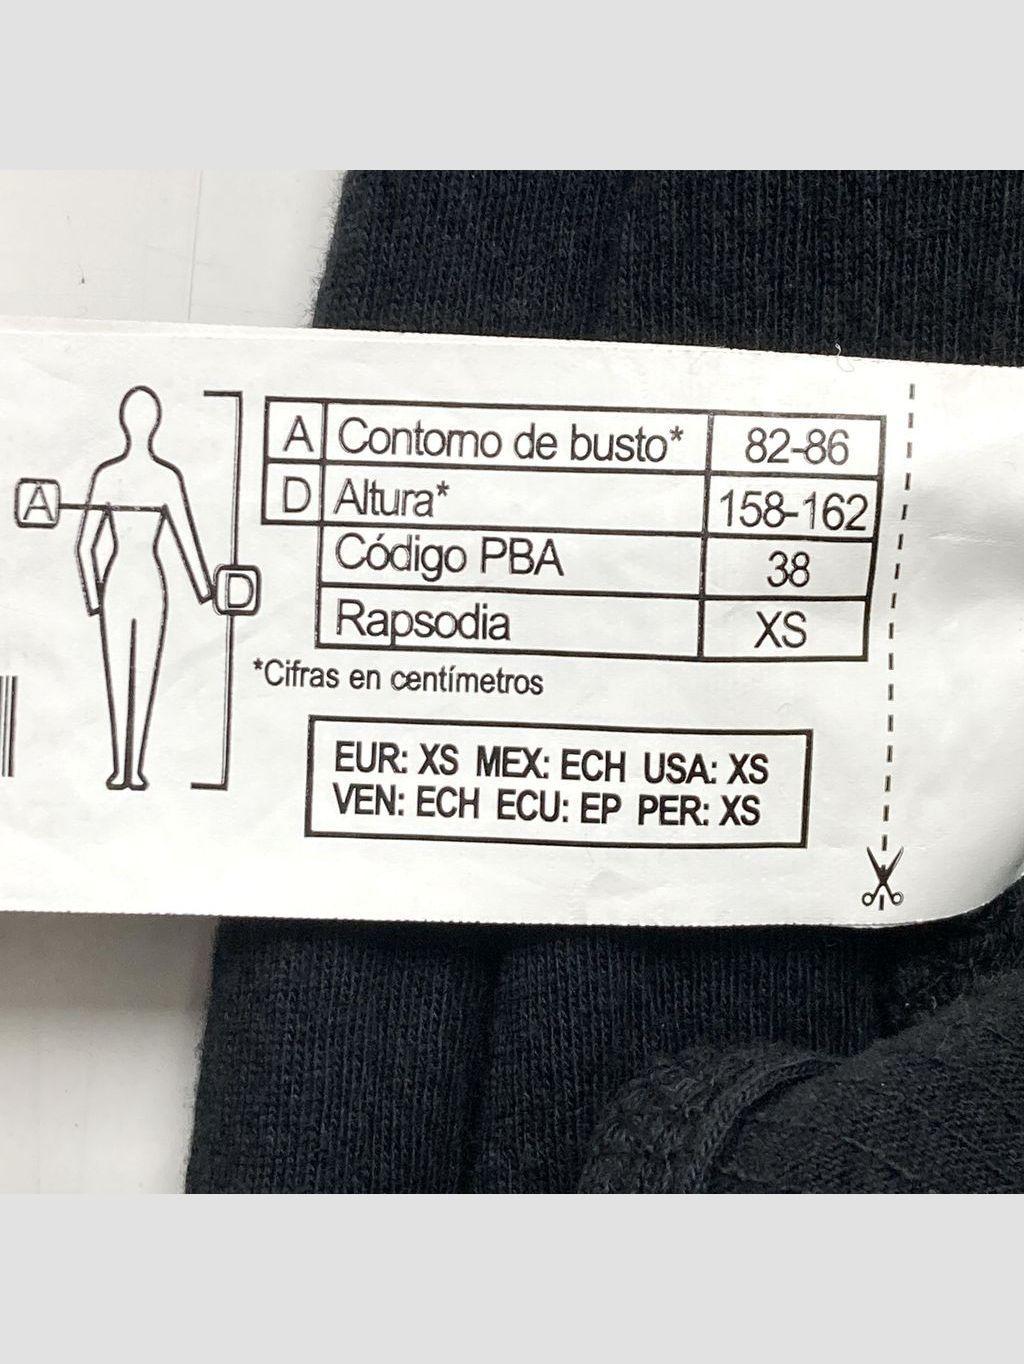 A Contorno de busto* 82-86
D Altura* 158-162
Código PBA 38
Rapsodia XS
*Cifras en centímetros
A
D
EUR: XS MEX: ECH USA: XS
VEN: ECH ECU: EP PER: XS